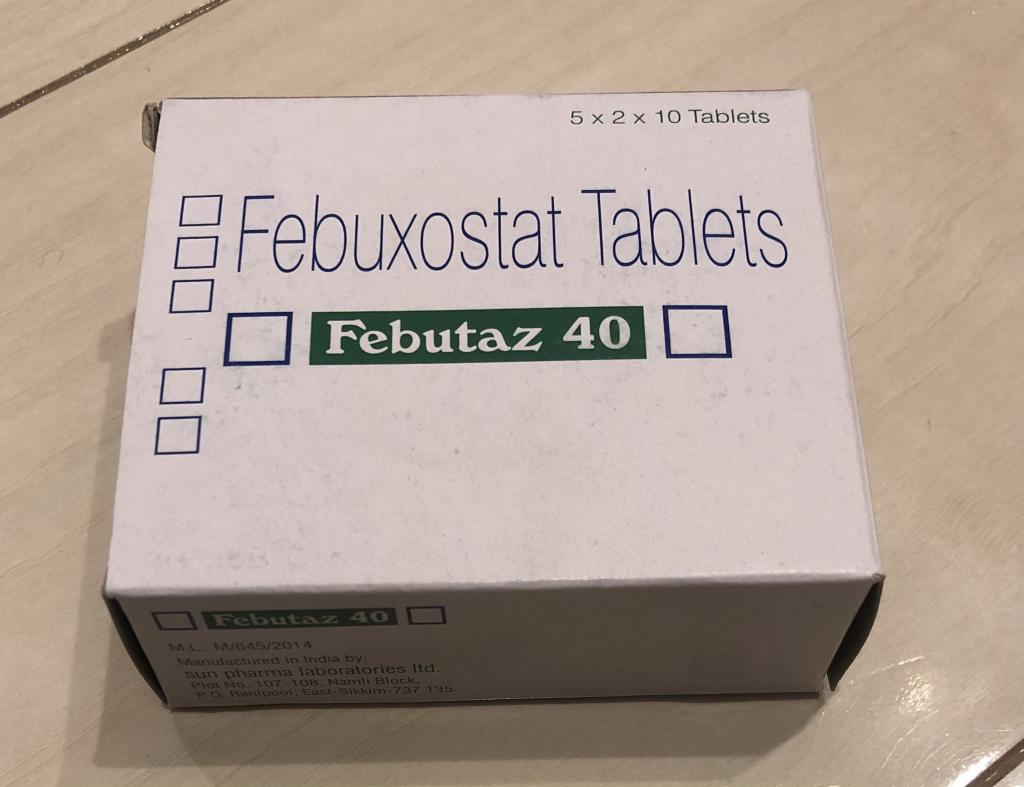 5 x 2 x 10 Tablets
Febuxostat Tablets
Febutaz 40
Febutaz 40
M.L.: M/645/2014
Manufactured in India by:
sun pharma laboratories ltd.
Plot No. 107-108, Namli Block,
P.O. Ranipool, East-Sikkim-737 135.